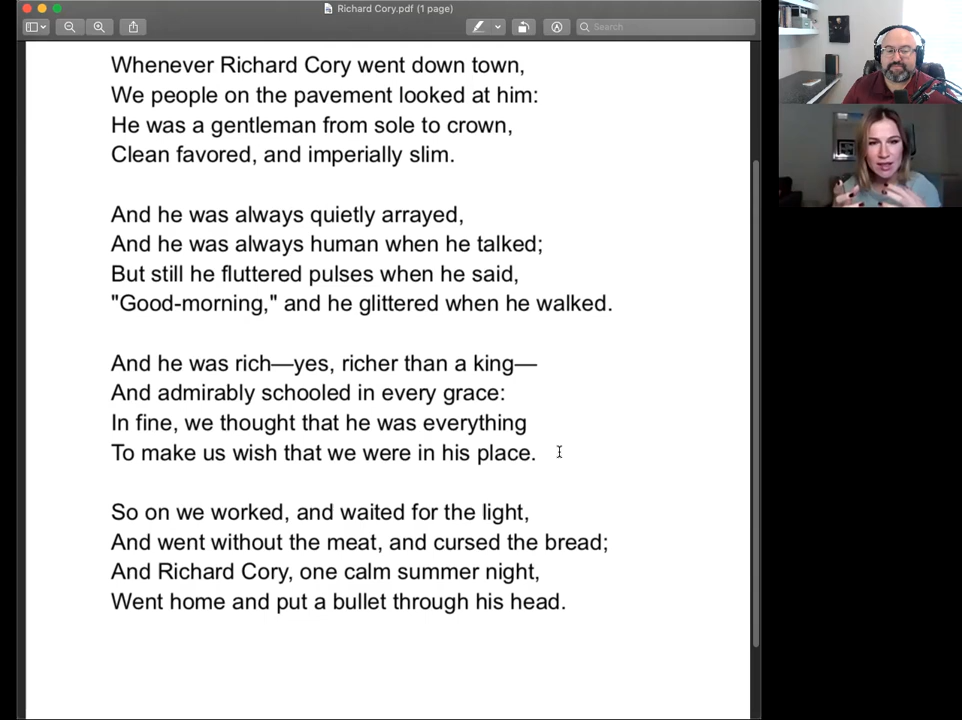 Richard Cory.pdf (1 page)
Search
Whenever Richard Cory went down town,
We people on the pavement looked at him:
He was a gentleman from sole to crown,
Clean favored, and imperially slim.
And he was always quietly arrayed,
And he was always human when he talked;
But still he fluttered pulses when he said,
"Good-morning," and he glittered when he walked.
And he was rich—yes, richer than a king—
And admirably schooled in every grace:
In fine, we thought that he was everything
To make us wish that we were in his place.
So on we worked, and waited for the light,
And went without the meat, and cursed the bread;
And Richard Cory, one calm summer night,
Went home and put a bullet through his head.